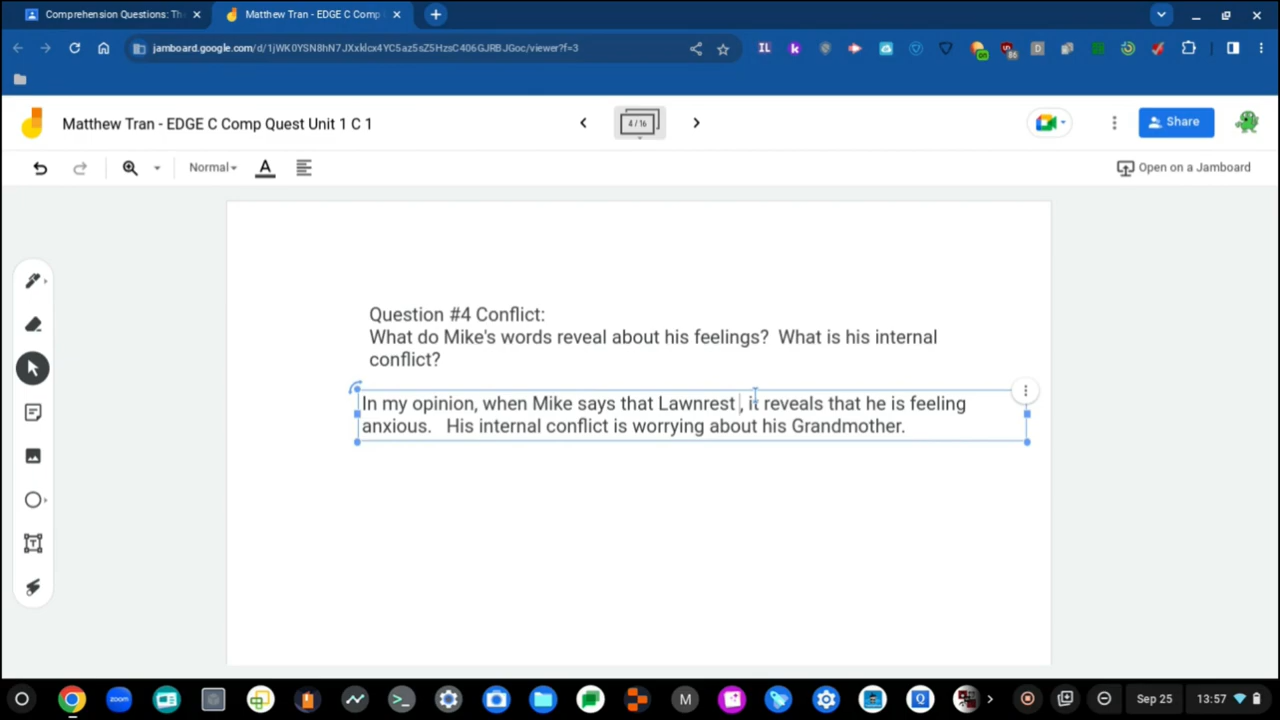 Comprehension Questions: Th
Matthew Tran - EDGE C Comp
jamboard.google.com/d/1jWK0YSN8hN7JXxklcx4YC5az5sZ5HzsC406GJRBJGoc/viewer?f=3
Matthew Tran - EDGE C Comp Quest Unit 1 C 1
4 / 16
Share
Normal
A
Open on a Jamboard
Question #4 Conflict:
What do Mike's words reveal about his feelings? What is his internal
conflict?
In my opinion, when Mike says that Lawnrest , it reveals that he is feeling
anxious. His internal conflict is worrying about his Grandmother.
zoom
M
Q
Sep 25
13:57